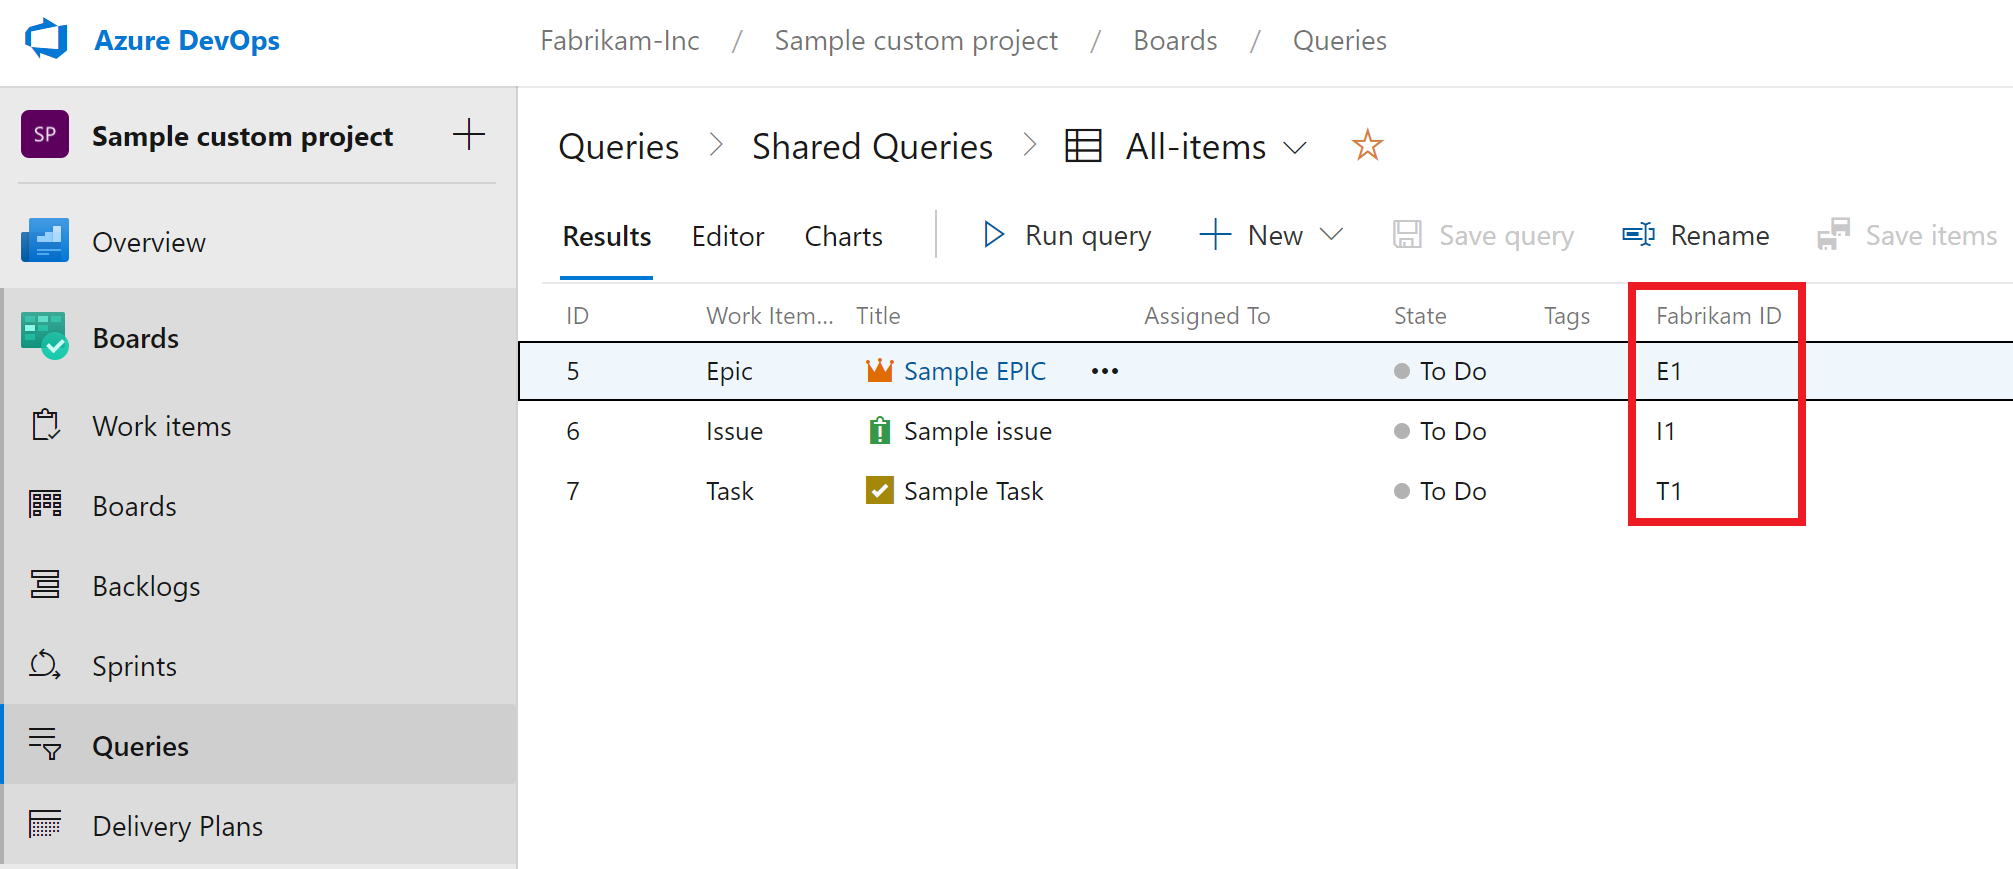 Azure DevOps
Fabrikam-Inc / Sample custom project / Boards / Queries
SP Sample custom project
Overview
Boards
Work items
Boards
Backlogs
Sprints
Queries
Delivery Plans
Queries > Shared Queries > All-items
Results Editor Charts Run query New Save query Rename Save items
ID Work Item... Title Assigned To State Tags Fabrikam ID
5 Epic Sample EPIC ••• To Do E1
6 Issue Sample issue To Do I1
7 Task Sample Task To Do T1